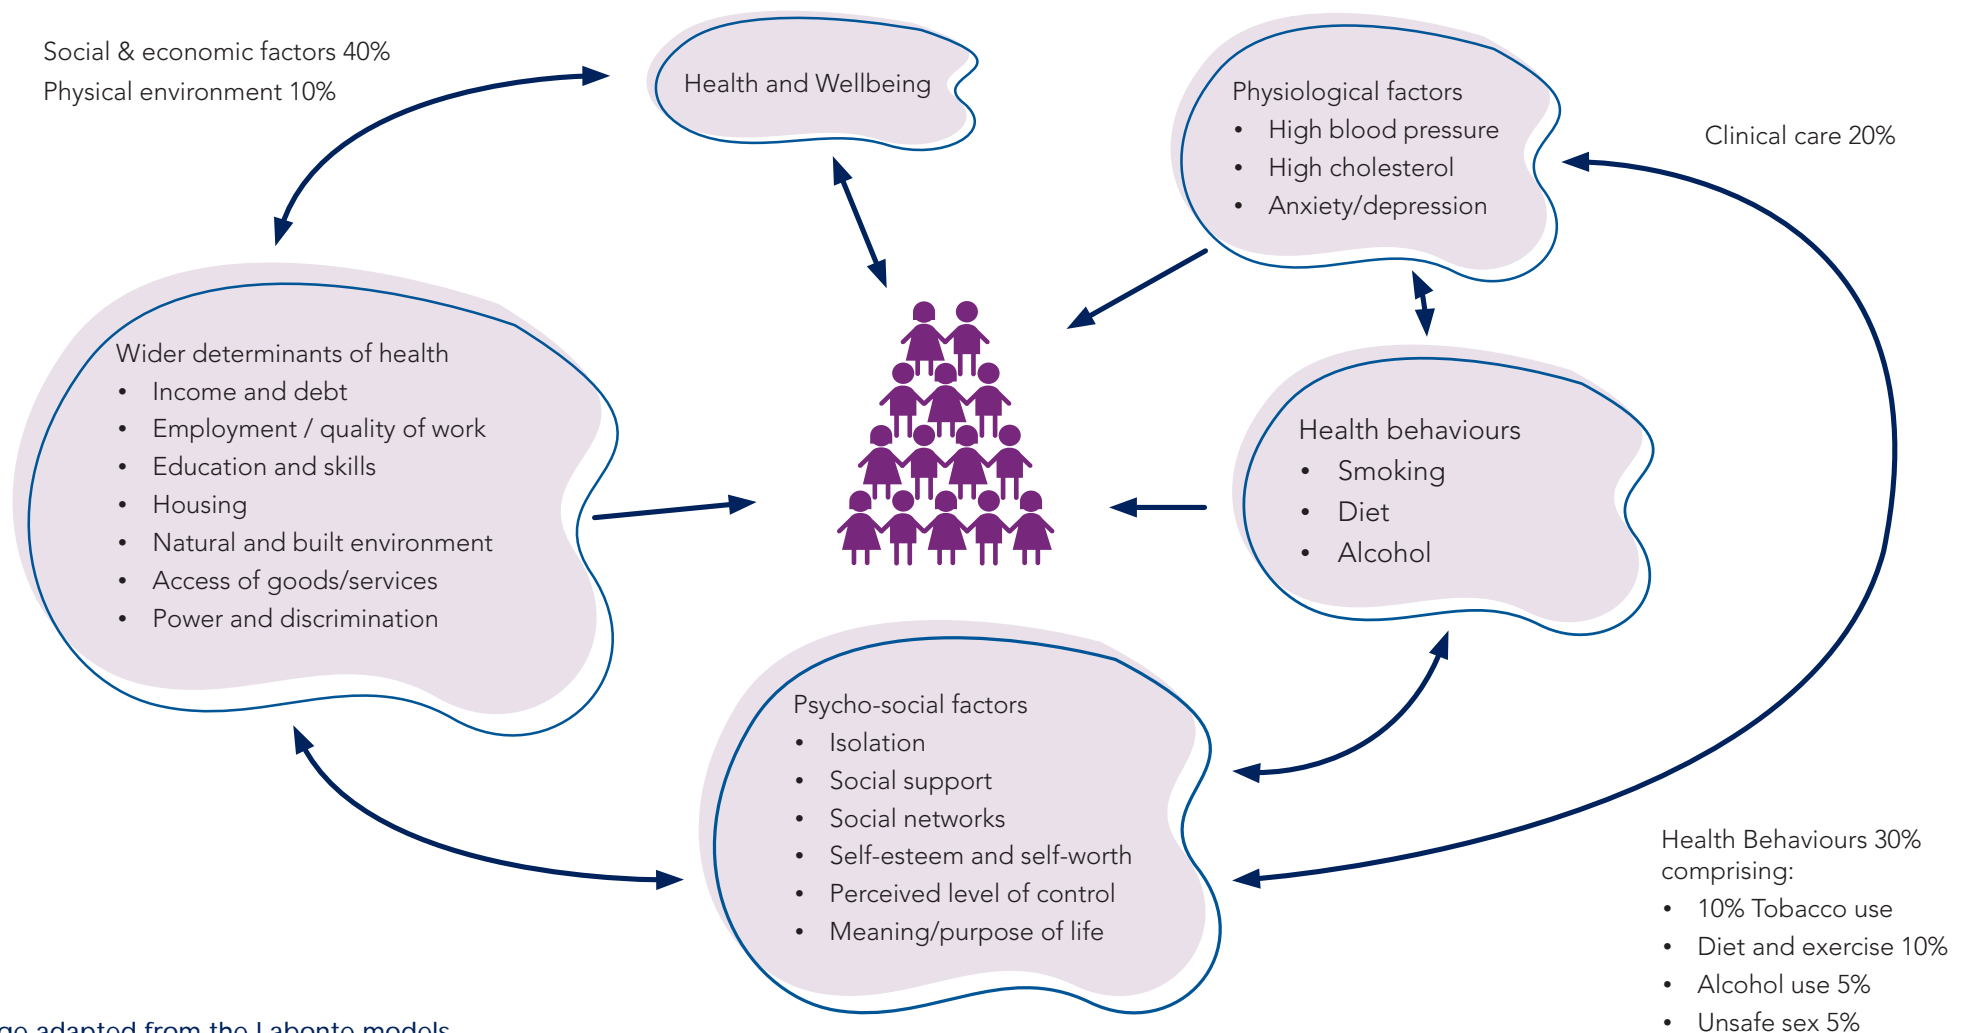 Social & economic factors 40%
Physical environment 10%
Health and Wellbeing
Physiological factors
• High blood pressure
• High cholesterol
• Anxiety/depression
Clinical care 20%
Wider determinants of health
• Income and debt
• Employment / quality of work
• Education and skills
• Housing
• Natural and built environment
• Access of goods/services
• Power and discrimination
Health behaviours
• Smoking
• Diet
• Alcohol
Psycho-social factors
• Isolation
• Social support
• Social networks
• Self-esteem and self-worth
• Perceived level of control
• Meaning/purpose of life
Health Behaviours 30%
comprising:
• 10% Tobacco use
• Diet and exercise 10%
• Alcohol use 5%
• Unsafe sex 5%
adapted from the Labonte models